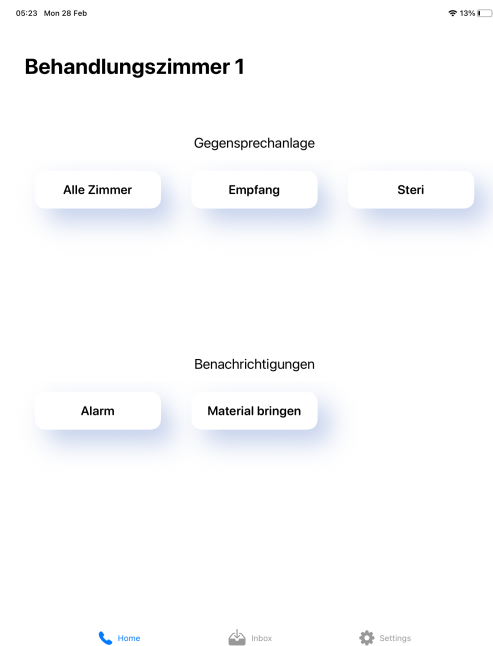 05:23 Mon 28 Feb
13%
Behandlungszimmer 1
Gegensprechanlage
Alle Zimmer
Empfang
Steri
Benachrichtigungen
Alarm
Material bringen
Home
Inbox
Settings